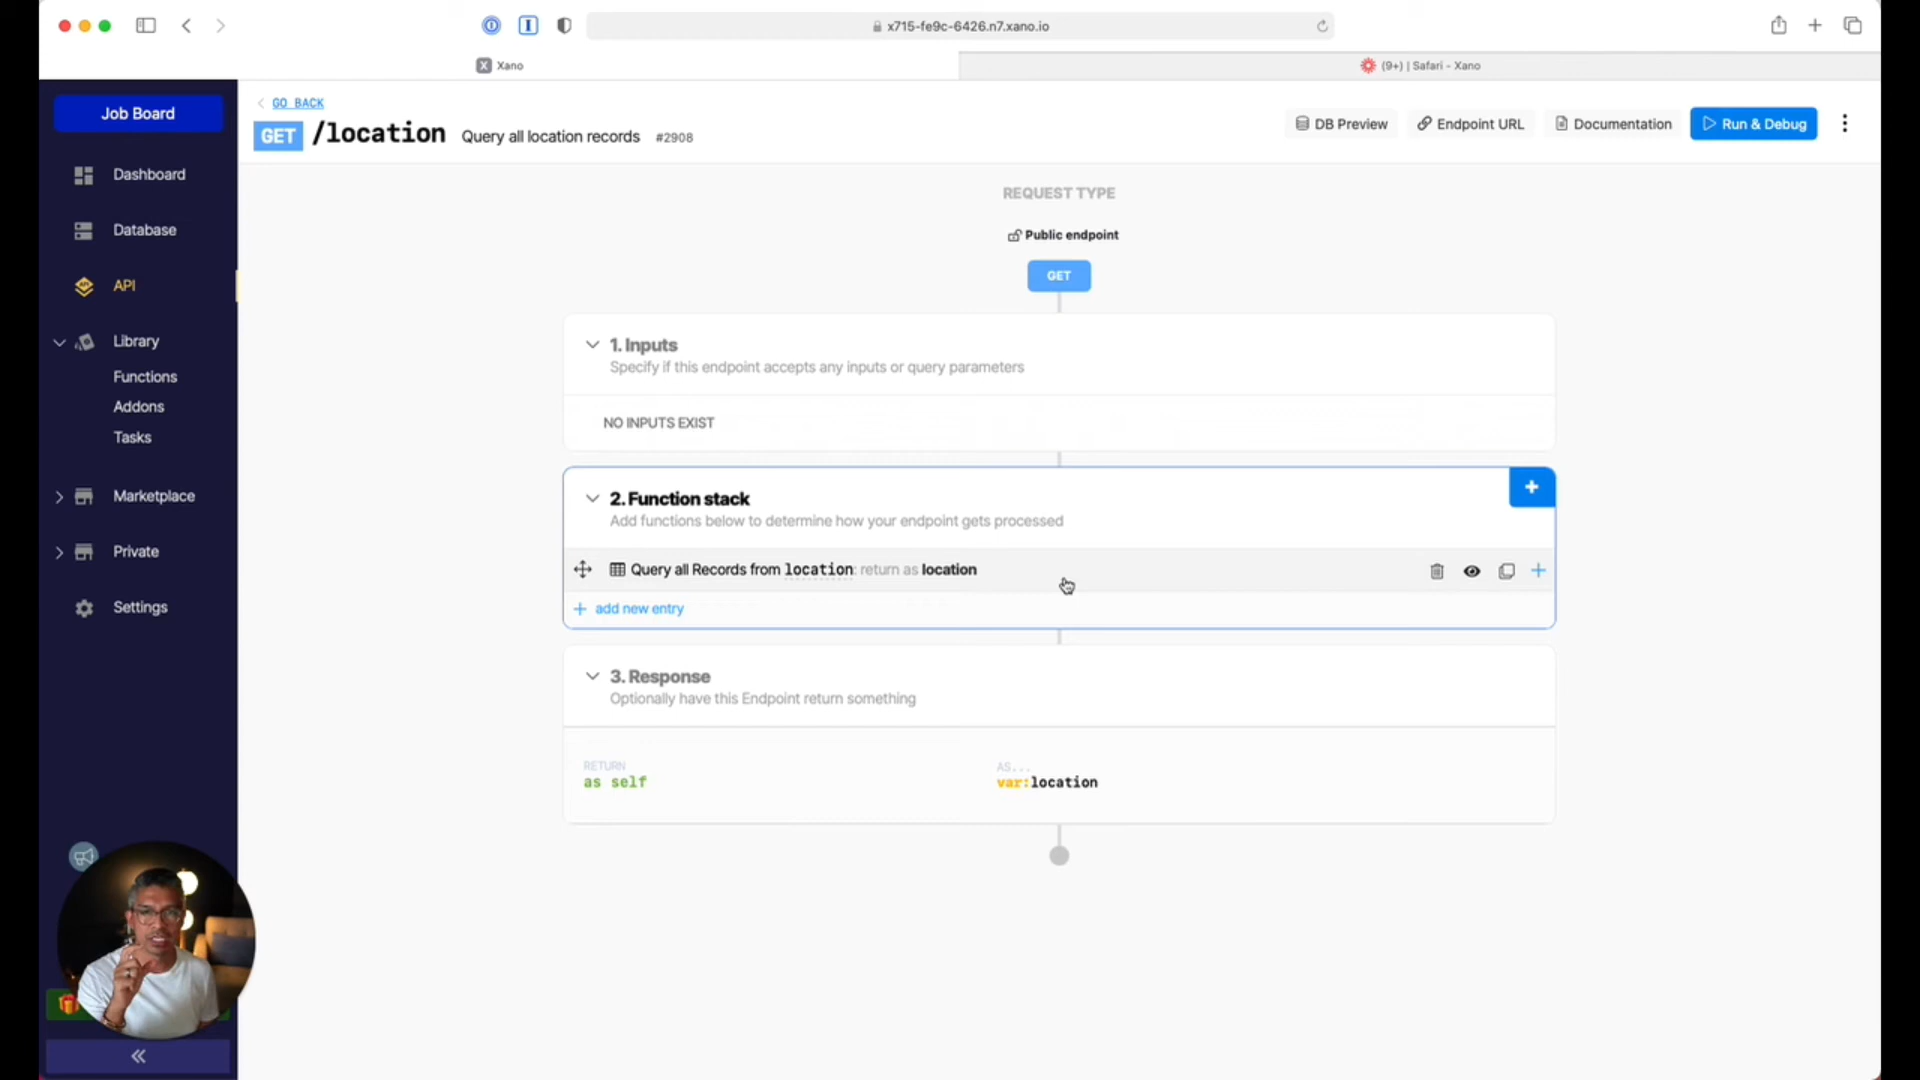 x715-fe9c-6426.n7.xano.io
X Xano
(9+) | Safari - Xano
Job Board
Dashboard
Database
API
Library
Functions
Addons
Tasks
Marketplace
Private
Settings
GO BACK
GET /location Query all location records #2908
DB Preview
Endpoint URL
Documentation
Run & Debug
REQUEST TYPE
Public endpoint
GET
1. Inputs
Specify if this endpoint accepts any inputs or query parameters
NO INPUTS EXIST
2. Function stack
Add functions below to determine how your endpoint gets processed
Query all Records from location: return as location
+ add new entry
3. Response
Optionally have this Endpoint return something
RETURN
as self
AS...
var:location